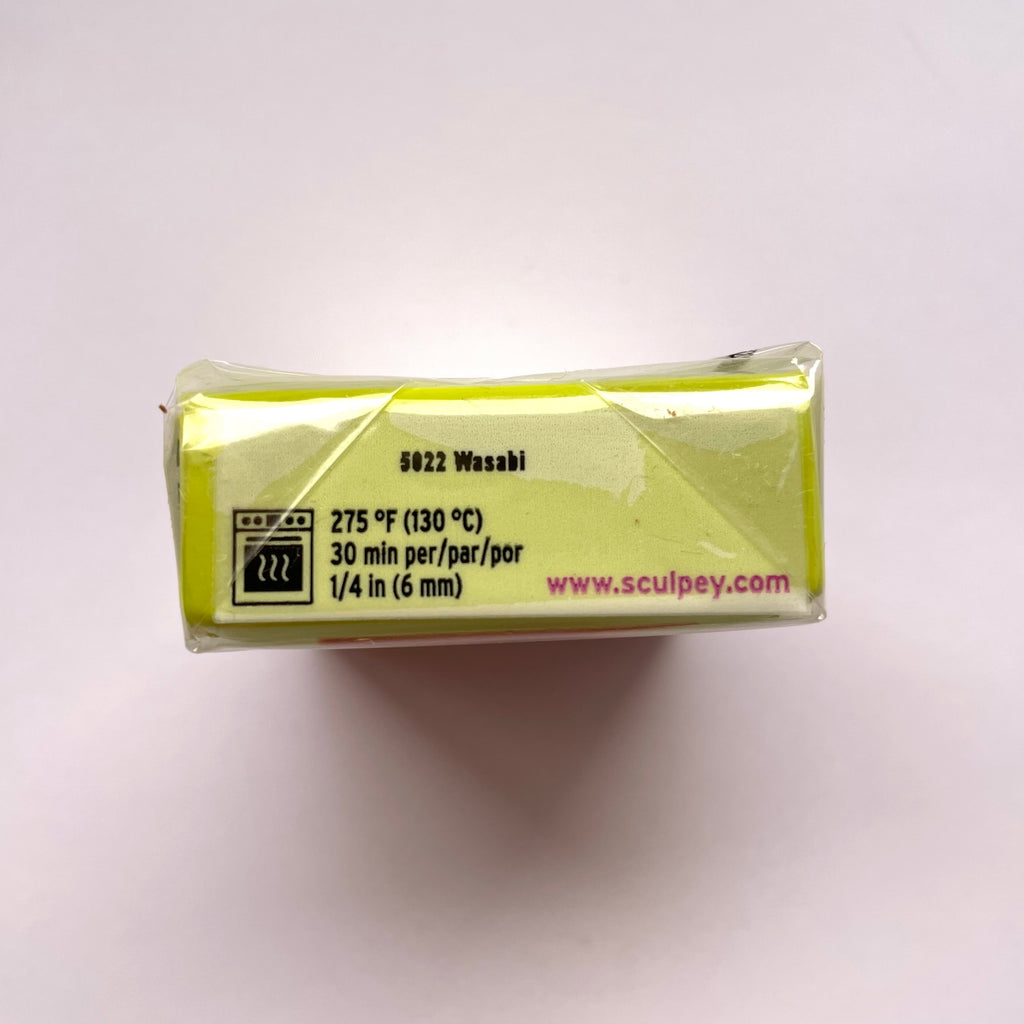 5022 Wasabi
275 °F (130 °C)
30 min per/par/por
1/4 in (6 mm)
www.sculpey.com